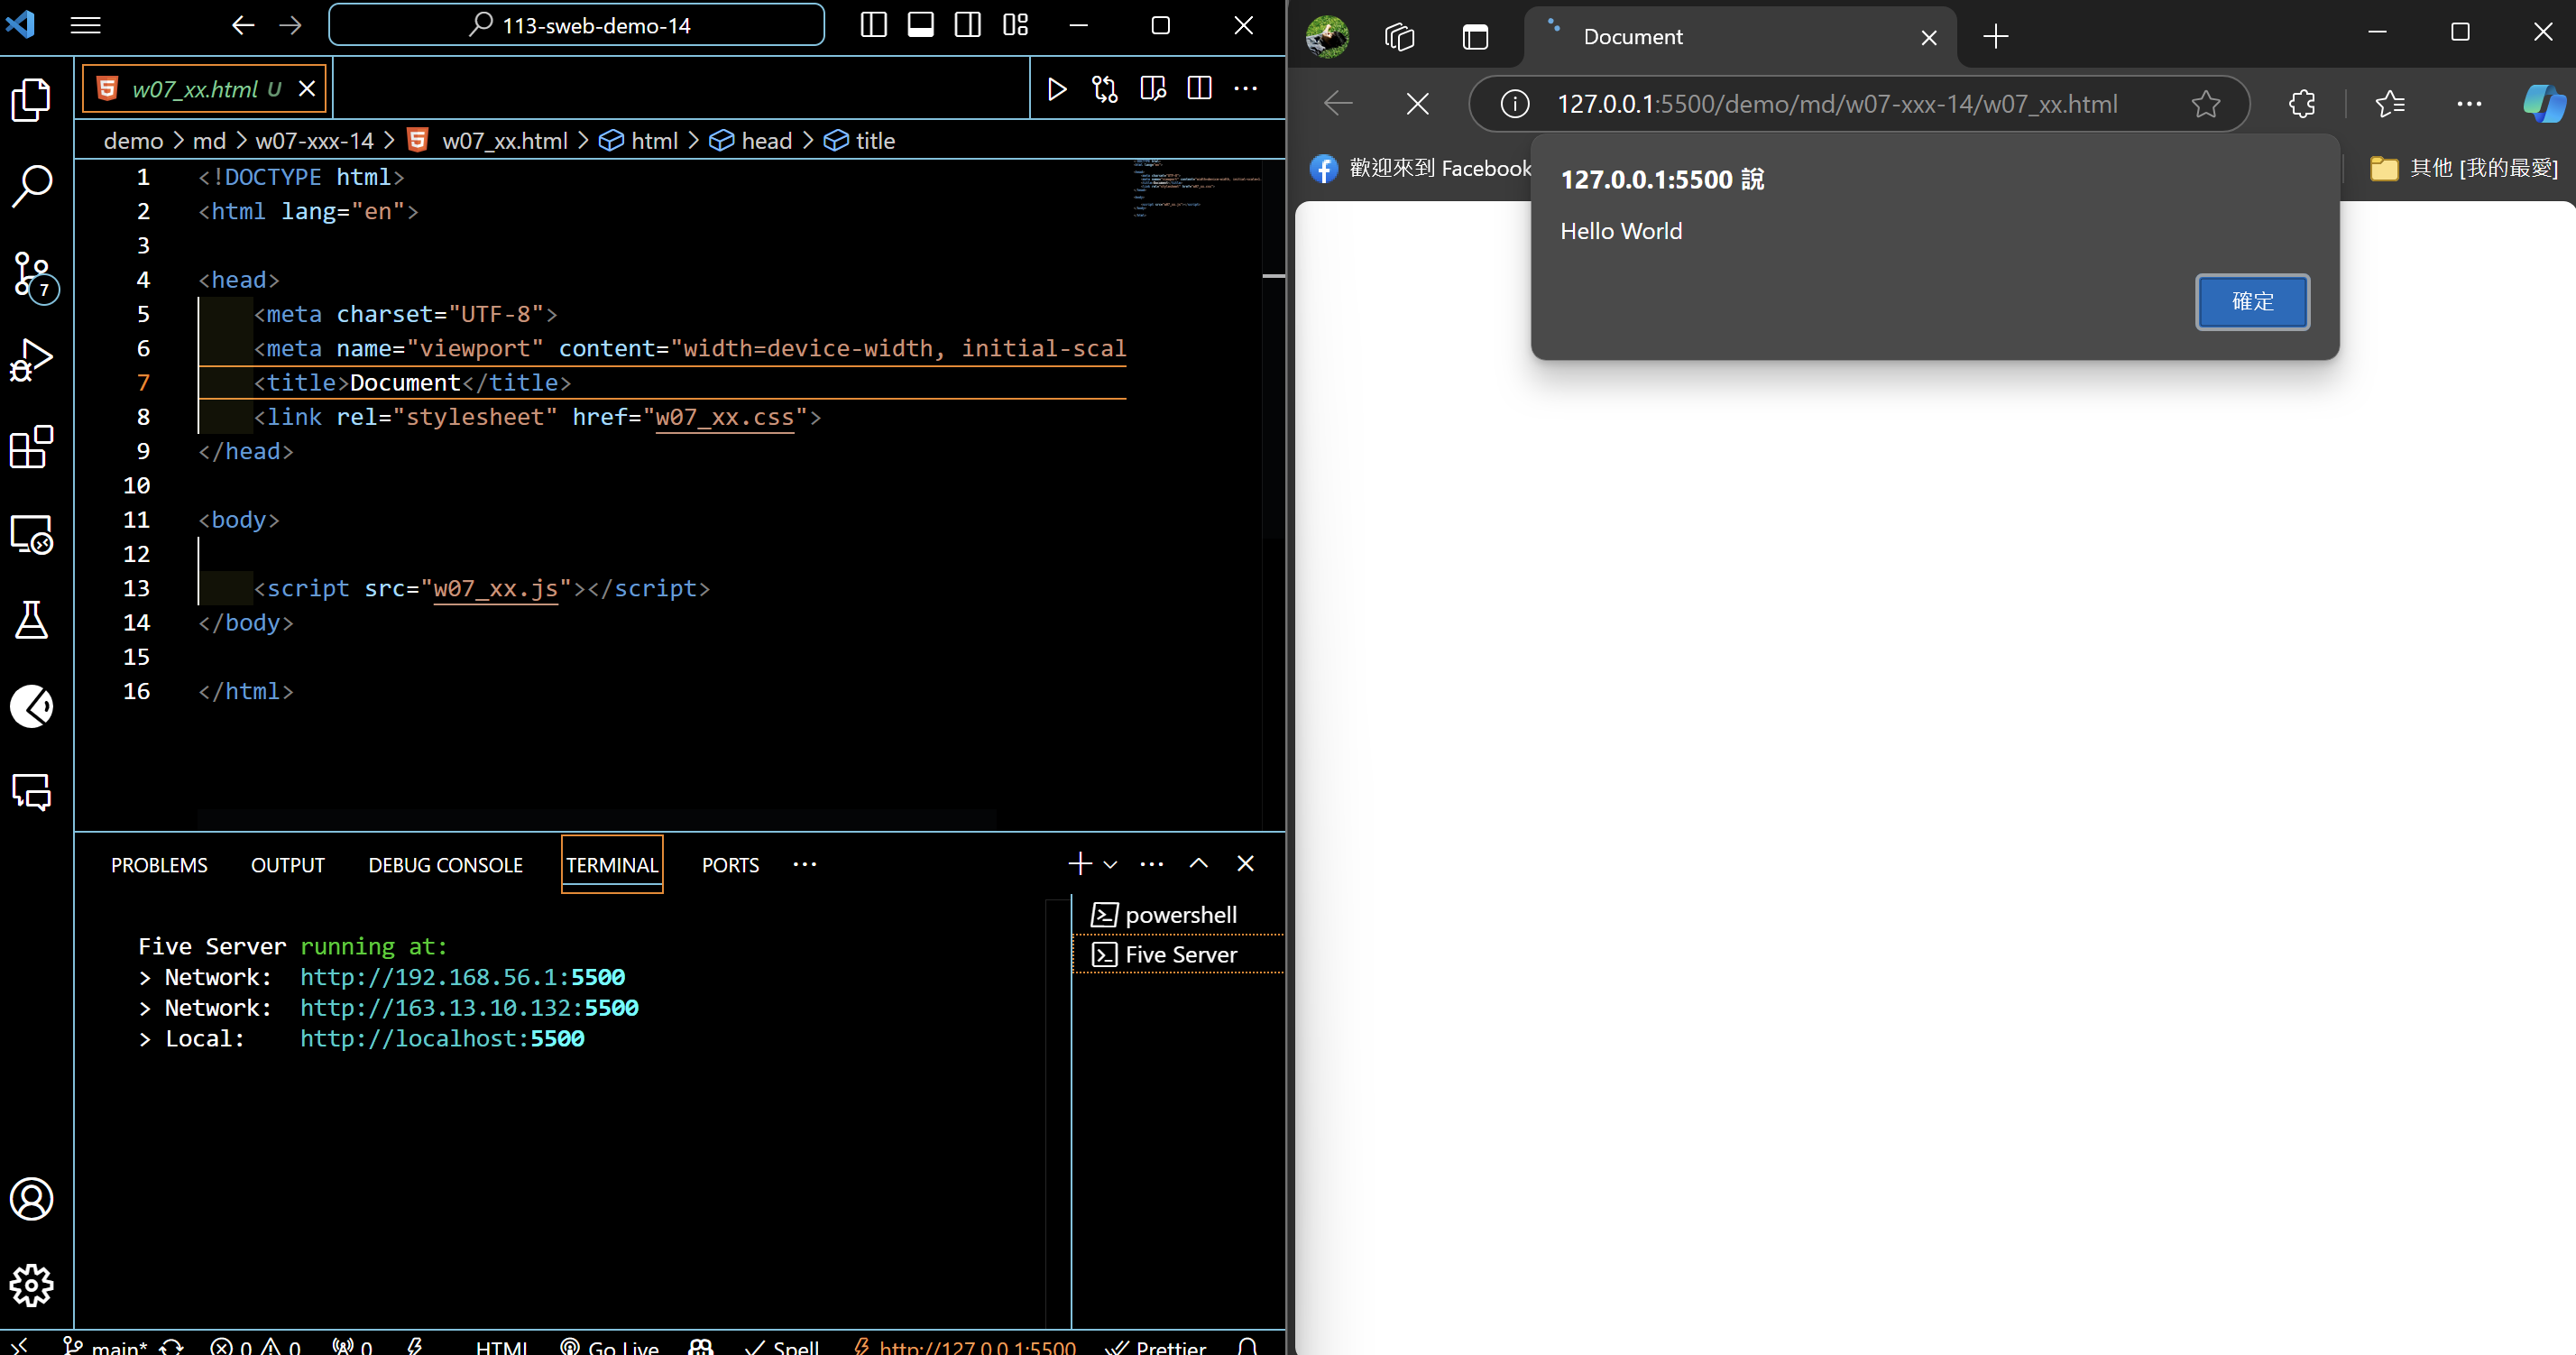 113-sweb-demo-14
w07_xx.html U
demo > md > w07-xxx-14 > w07_xx.html > html > head > title
1 <!DOCTYPE html>
2 <html lang="en">
3
4 <head>
5 <meta charset="UTF-8">
6 <meta name="viewport" content="width=device-width, initial-scal
7 <title>Document</title>
8 <link rel="stylesheet" href="w07_xx.css">
9 </head>
10
11 <body>
12
13 <script src="w07_xx.js"></script>
14 </body>
15
16 </html>
7
PROBLEMS OUTPUT DEBUG CONSOLE TERMINAL PORTS
Five Server running at:
> Network: http://192.168.56.1:5500
> Network: http://163.13.10.132:5500
> Local: http://localhost:5500
powershell
Five Server
main* 0 0 0 HTML Go Live Spell http://127.0.0.1:5500 Prettier
Document
127.0.0.1:5500/demo/md/w07-xxx-14/w07_xx.html
歡迎來到 Facebook
其他 [我的最愛]
127.0.0.1:5500 說
Hello World
確定